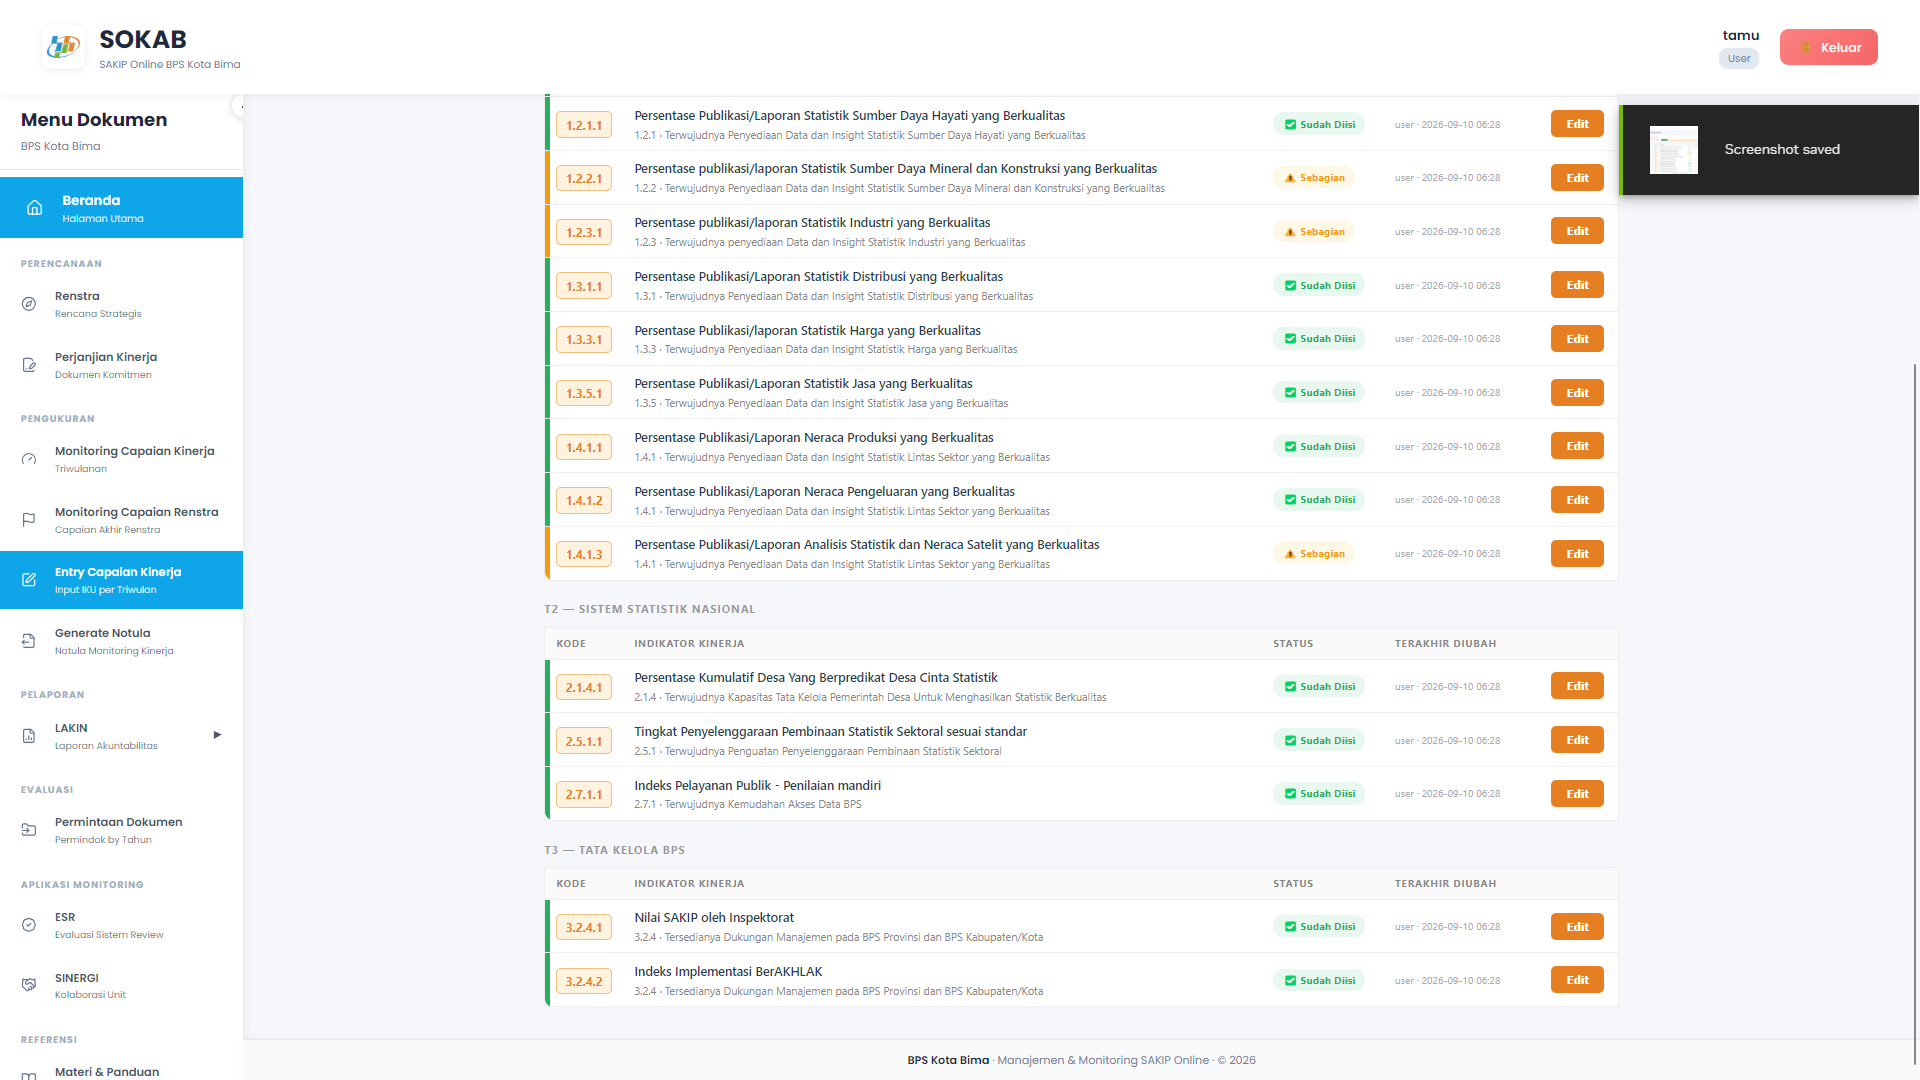 SOKAB
SAKIP Online BPS Kota Bima
tamu
User
Keluar
Menu Dokumen
BPS Kota Bima
Beranda
Halaman Utama
PERENCANAAN
Renstra
Rencana Strategis
Perjanjian Kinerja
Dokumen Komitmen
PENGUKURAN
Monitoring Capaian Kinerja
Triwulanan
Monitoring Capaian Renstra
Capaian Akhir Renstra
Entry Capaian Kinerja
Input IKU per Triwulan
Generate Notula
Notula Monitoring Kinerja
PELAPORAN
LAKIN
Laporan Akuntabilitas
EVALUASI
Permintaan Dokumen
Permindok by Tahun
APLIKASI MONITORING
ESR
Evaluasi Sistem Review
SINERGI
Kolaborasi Unit
REFERENSI
Materi & Panduan
1.2.1.1 Persentase Publikasi/Laporan Statistik Sumber Daya Hayati yang Berkualitas Sudah Diisi user · 2026-09-10 06:28 Edit
1.2.1 · Terwujudnya Penyediaan Data dan Insight Statistik Sumber Daya Hayati yang Berkualitas
1.2.2.1 Persentase publikasi/laporan Statistik Sumber Daya Mineral dan Konstruksi yang Berkualitas Sebagian user · 2026-09-10 06:28 Edit
1.2.2 · Terwujudnya Penyediaan Data dan Insight Statistik Sumber Daya Mineral dan Konstruksi yang Berkualitas
1.2.3.1 Persentase publikasi/laporan Statistik Industri yang Berkualitas Sebagian user · 2026-09-10 06:28 Edit
1.2.3 · Terwujudnya penyediaan Data dan Insight Statistik Industri yang Berkualitas
1.3.1.1 Persentase Publikasi/Laporan Statistik Distribusi yang Berkualitas Sudah Diisi user · 2026-09-10 06:28 Edit
1.3.1 · Terwujudnya Penyediaan Data dan Insight Statistik Distribusi yang Berkualitas
1.3.3.1 Persentase Publikasi/laporan Statistik Harga yang Berkualitas Sudah Diisi user · 2026-09-10 06:28 Edit
1.3.3 · Terwujudnya Penyediaan Data dan Insight Statistik Harga yang Berkualitas
1.3.5.1 Persentase Publikasi/Laporan Statistik Jasa yang Berkualitas Sudah Diisi user · 2026-09-10 06:28 Edit
1.3.5 · Terwujudnya Penyediaan Data dan Insight Statistik Jasa yang Berkualitas
1.4.1.1 Persentase Publikasi/Laporan Neraca Produksi yang Berkualitas Sudah Diisi user · 2026-09-10 06:28 Edit
1.4.1 · Terwujudnya Penyediaan Data dan Insight Statistik Lintas Sektor yang Berkualitas
1.4.1.2 Persentase Publikasi/Laporan Neraca Pengeluaran yang Berkualitas Sudah Diisi user · 2026-09-10 06:28 Edit
1.4.1 · Terwujudnya Penyediaan Data dan Insight Statistik Lintas Sektor yang Berkualitas
1.4.1.3 Persentase Publikasi/Laporan Analisis Statistik dan Neraca Satelit yang Berkualitas Sebagian user · 2026-09-10 06:28 Edit
1.4.1 · Terwujudnya Penyediaan Data dan Insight Statistik Lintas Sektor yang Berkualitas
T2 — SISTEM STATISTIK NASIONAL
KODE INDIKATOR KINERJA STATUS TERAKHIR DIUBAH
2.1.4.1 Persentase Kumulatif Desa Yang Berpredikat Desa Cinta Statistik Sudah Diisi user · 2026-09-10 06:28 Edit
2.1.4 · Terwujudnya Kapasitas Tata Kelola Pemerintah Desa Untuk Menghasilkan Statistik Berkualitas
2.5.1.1 Tingkat Penyelenggaraan Pembinaan Statistik Sektoral sesuai standar Sudah Diisi user · 2026-09-10 06:28 Edit
2.5.1 · Terwujudnya Penguatan Penyelenggaraan Pembinaan Statistik Sektoral
2.7.1.1 Indeks Pelayanan Publik - Penilaian mandiri Sudah Diisi user · 2026-09-10 06:28 Edit
2.7.1 · Terwujudnya Kemudahan Akses Data BPS
T3 — TATA KELOLA BPS
KODE INDIKATOR KINERJA STATUS TERAKHIR DIUBAH
3.2.4.1 Nilai SAKIP oleh Inspektorat Sudah Diisi user · 2026-09-10 06:28 Edit
3.2.4 · Tersedianya Dukungan Manajemen pada BPS Provinsi dan BPS Kabupaten/Kota
3.2.4.2 Indeks Implementasi BerAKHLAK Sudah Diisi user · 2026-09-10 06:28 Edit
3.2.4 · Tersedianya Dukungan Manajemen pada BPS Provinsi dan BPS Kabupaten/Kota
BPS Kota Bima · Manajemen & Monitoring SAKIP Online · © 2026
Screenshot saved